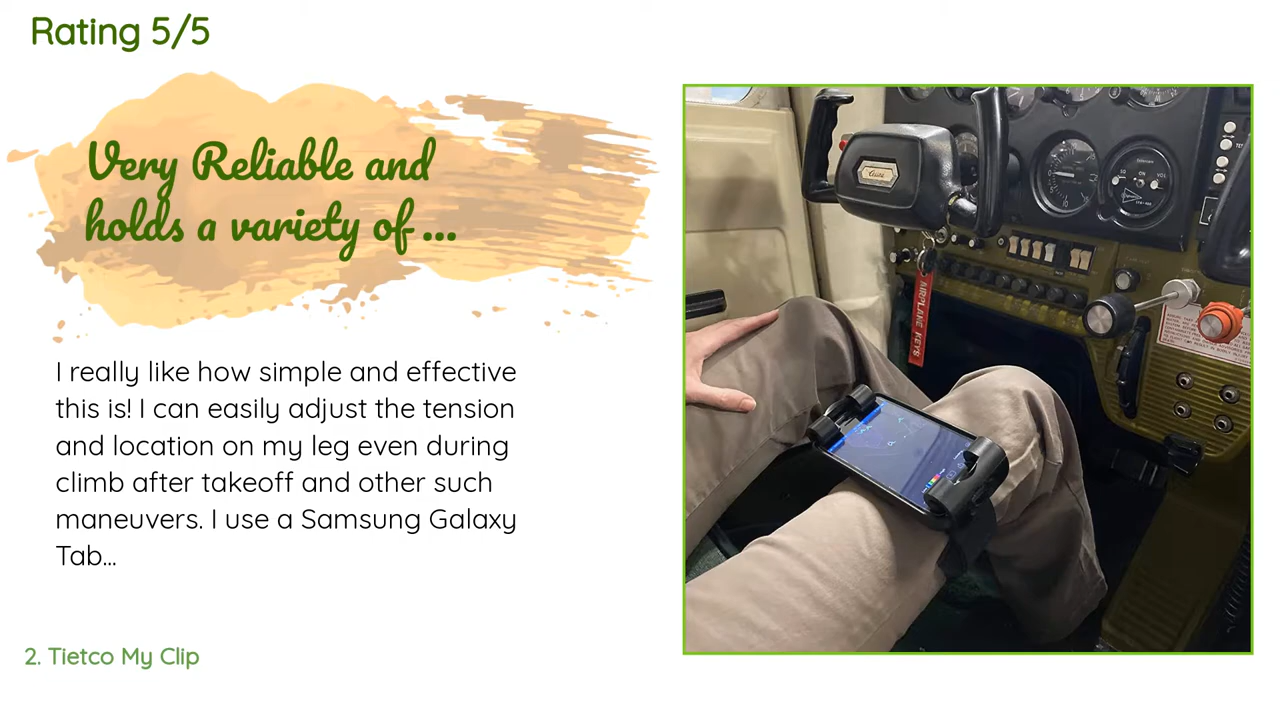 Rating 5/5
Very Reliable and
holds a variety of ...
I really like how simple and effective
this is! I can easily adjust the tension
and location on my leg even during
climb after takeoff and other such
maneuvers. I use a Samsung Galaxy
Tab...
2. Tietco My Clip
AIRPLANE KEYS